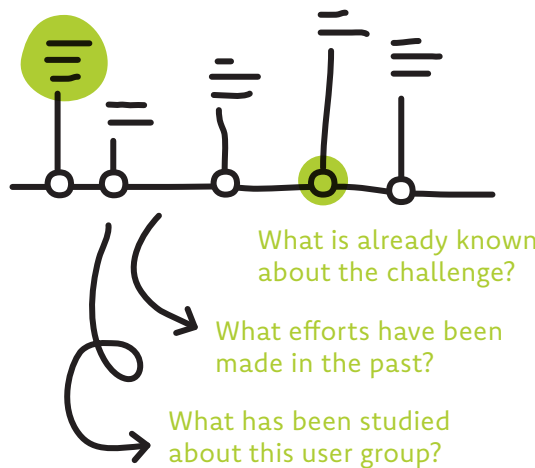 What is already known
about the challenge?
What efforts have been
made in the past?
What has been studied
about this user group?